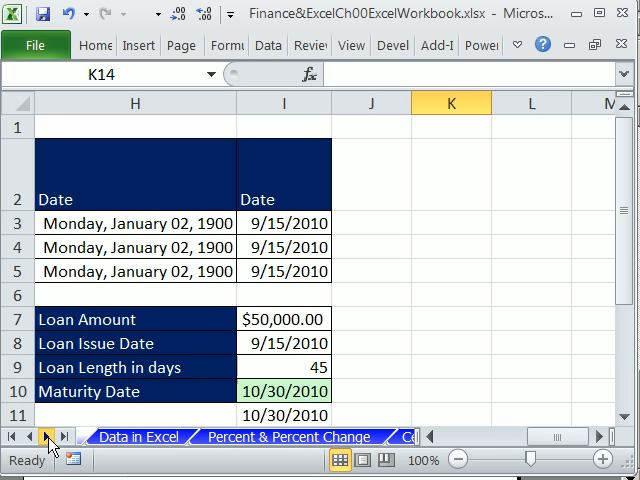 Finance&ExcelCh00ExcelWorkbook.xlsx - Micros...
File Home Insert Page Form Data Revie View Devel Add-I Power
K14 fx
H I J K L M
1
2 Date Date
3 Monday, January 02, 1900 9/15/2010
4 Monday, January 02, 1900 9/15/2010
5 Monday, January 02, 1900 9/15/2010
6
7 Loan Amount $50,000.00
8 Loan Issue Date 9/15/2010
9 Loan Length in days 45
10 Maturity Date 10/30/2010
11 10/30/2010
Data in Excel Percent & Percent Change Ce
Ready 100%